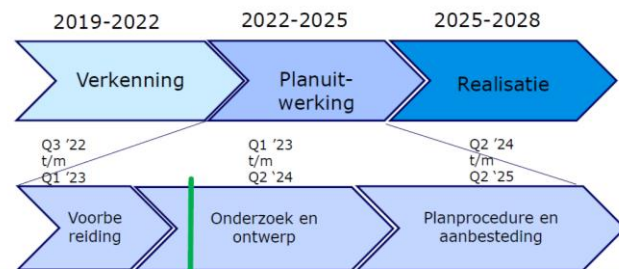 2019-2022
2022-2025
2025-2028
Verkenning
Planuit-
werking
Realisatie
Q3 ’22
t/m
Q1 ’23
Q1 ’23
t/m
Q2 ’24
Q2 ’24
t/m
Q2 ‘25
Voorbe
reiding
Onderzoek en
ontwerp
Planprocedure en
aanbesteding